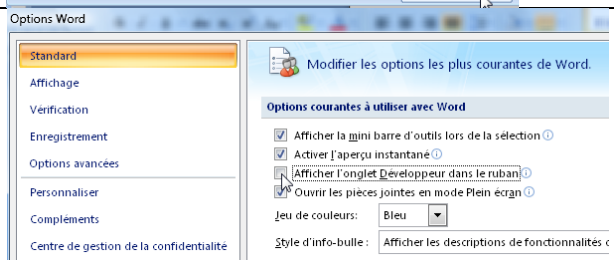 Options Word
Standard
Affichage
Vérification
Enregistrement
Options avancées
Personnaliser
Compléments
Centre de gestion de la confidentialité
Modifier les options les plus courantes de Word.
Options courantes à utiliser avec Word
Afficher la mini barre d'outils lors de la sélection
Activer l'aperçu instantané
Afficher l'onglet Développeur dans le ruban
Ouvrir les pièces jointes en mode Plein écran
Jeu de couleurs: Bleu
Style d'info-bulle : Afficher les descriptions de fonctionnalités